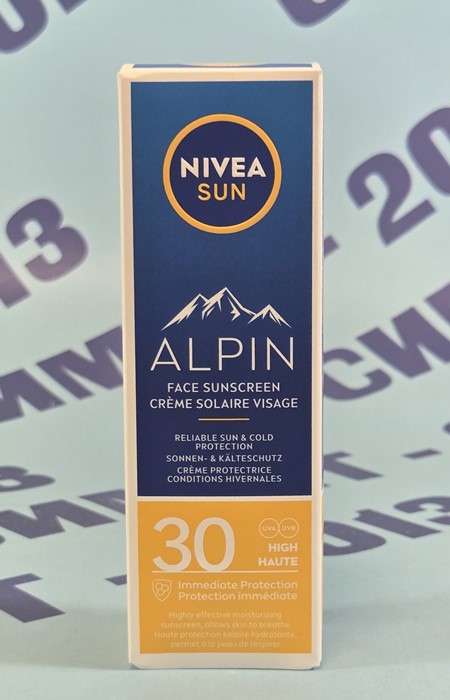 NIVEA
SUN
ALPIN
FACE SUNSCREEN
CRÈME SOLAIRE VISAGE
RELIABLE SUN & COLD
PROTECTION
SONNEN- & KÄLTESCHUTZ
CRÈME PROTECTRICE
CONDITIONS HIVERNALES
30
UVA UVB
HIGH
HAUTE
Immediate Protection
Protection immédiate
Highly effective moisturizing
sunscreen, allows skin to breathe
Haute protection solaire hydratante,
permet à la peau de respirer